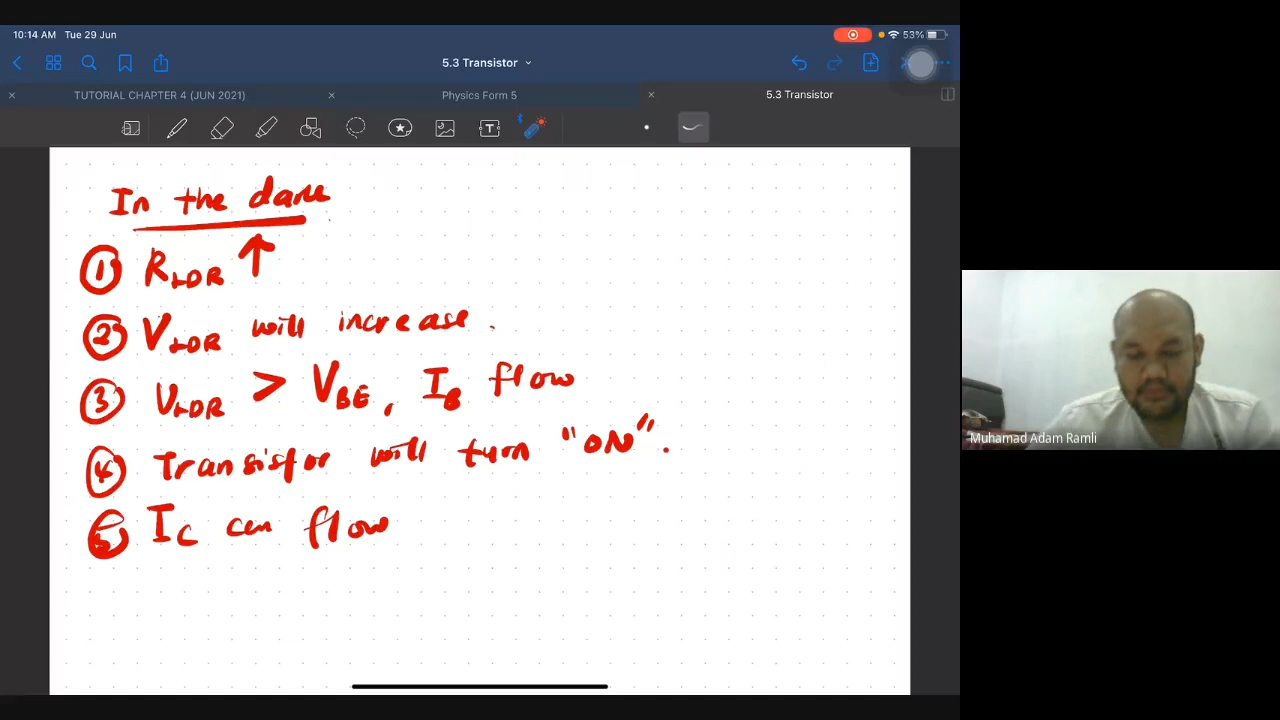 10:14 AM Tue 29 Jun
53%
5.3 Transistor
TUTORIAL CHAPTER 4 (JUN 2021)
Physics Form 5
5.3 Transistor
In the dark
① R_LDR ↑
② V_LDR will increase.
③ V_LDR > V_BE, I_B flow
④ Transistor will turn "ON".
⑤ I_C can flow
Muhamad Adam Ramli